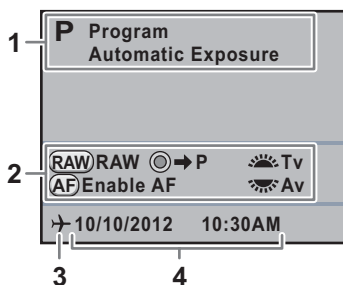 1
P Program
Automatic Exposure
2
RAW RAW → P Tv
AF Enable AF Av
10/10/2012 10:30AM
3 4